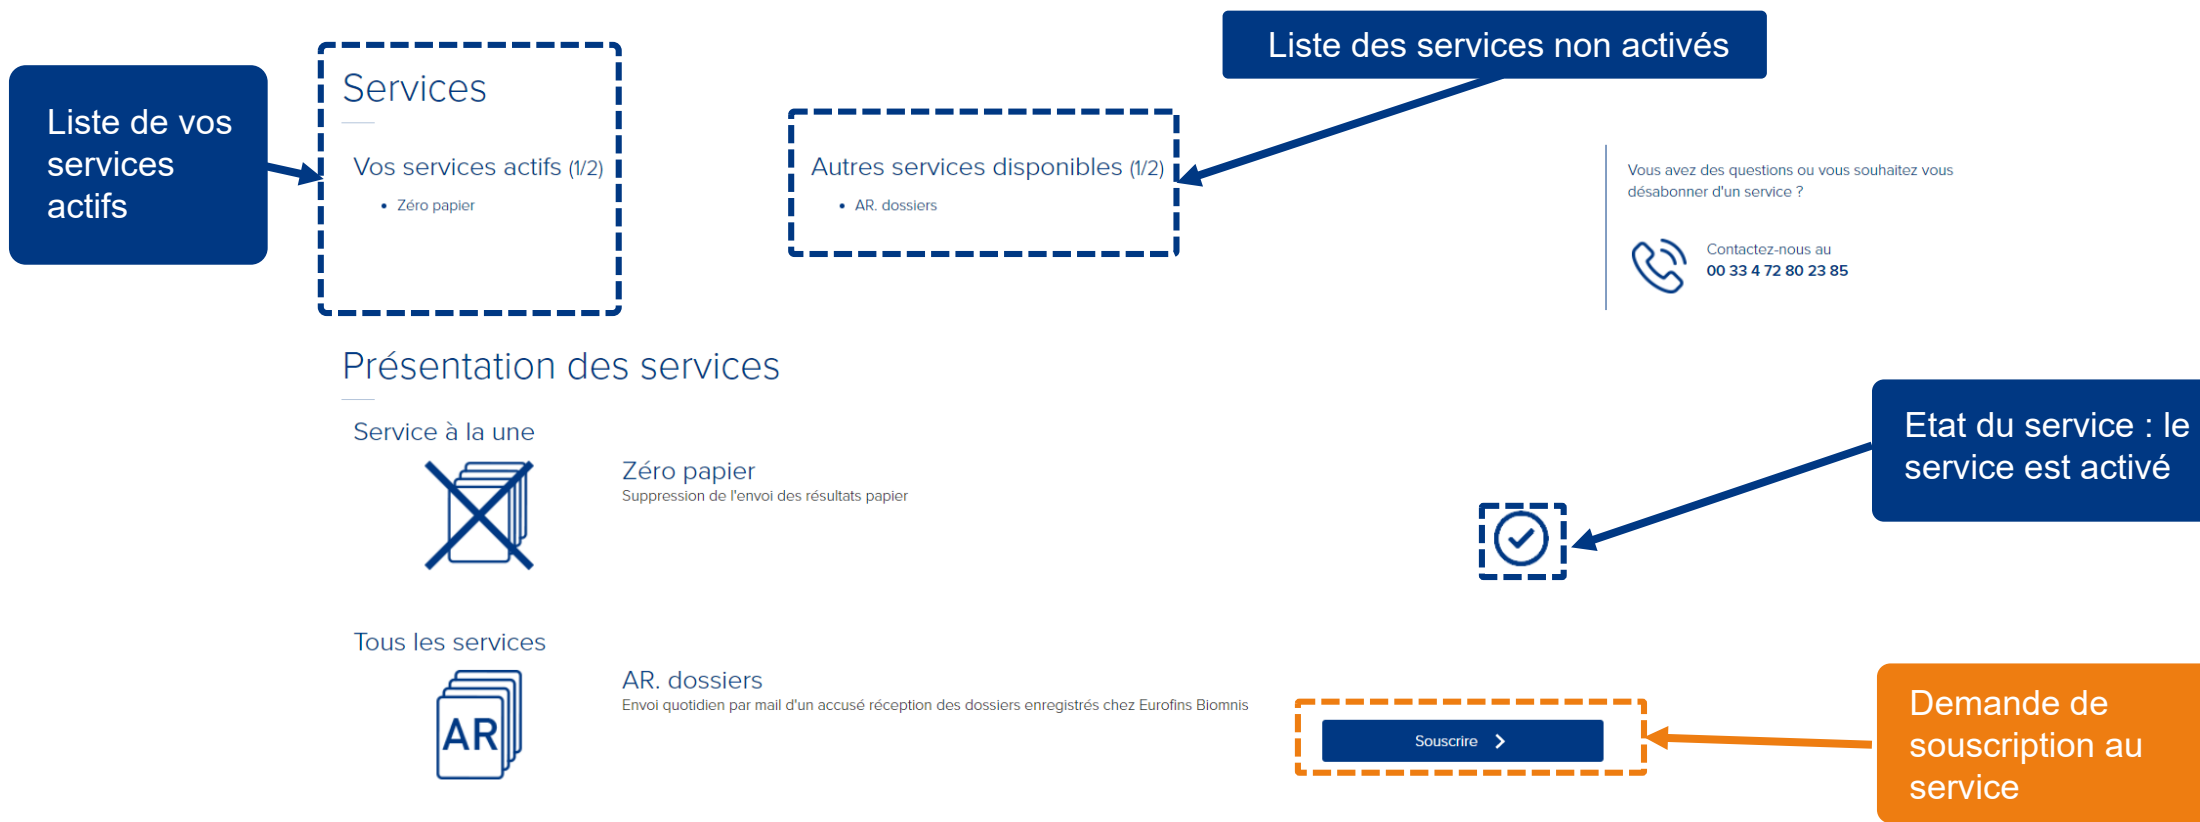 Liste des services non activés
Liste de vos
services
actifs
Services
Vos services actifs (1/2)
• Zéro papier
Autres services disponibles (1/2)
• AR. dossiers
Vous avez des questions ou vous souhaitez vous
désabonner d'un service ?
Contactez-nous au
00 33 4 72 80 23 85
Présentation des services
Service à la une
Zéro papier
Suppression de l'envoi des résultats papier
Etat du service : le
service est activé
Tous les services
AR
AR. dossiers
Envoi quotidien par mail d'un accusé réception des dossiers enregistrés chez Eurofins Biomnis
Souscrire
Demande de
souscription au
service